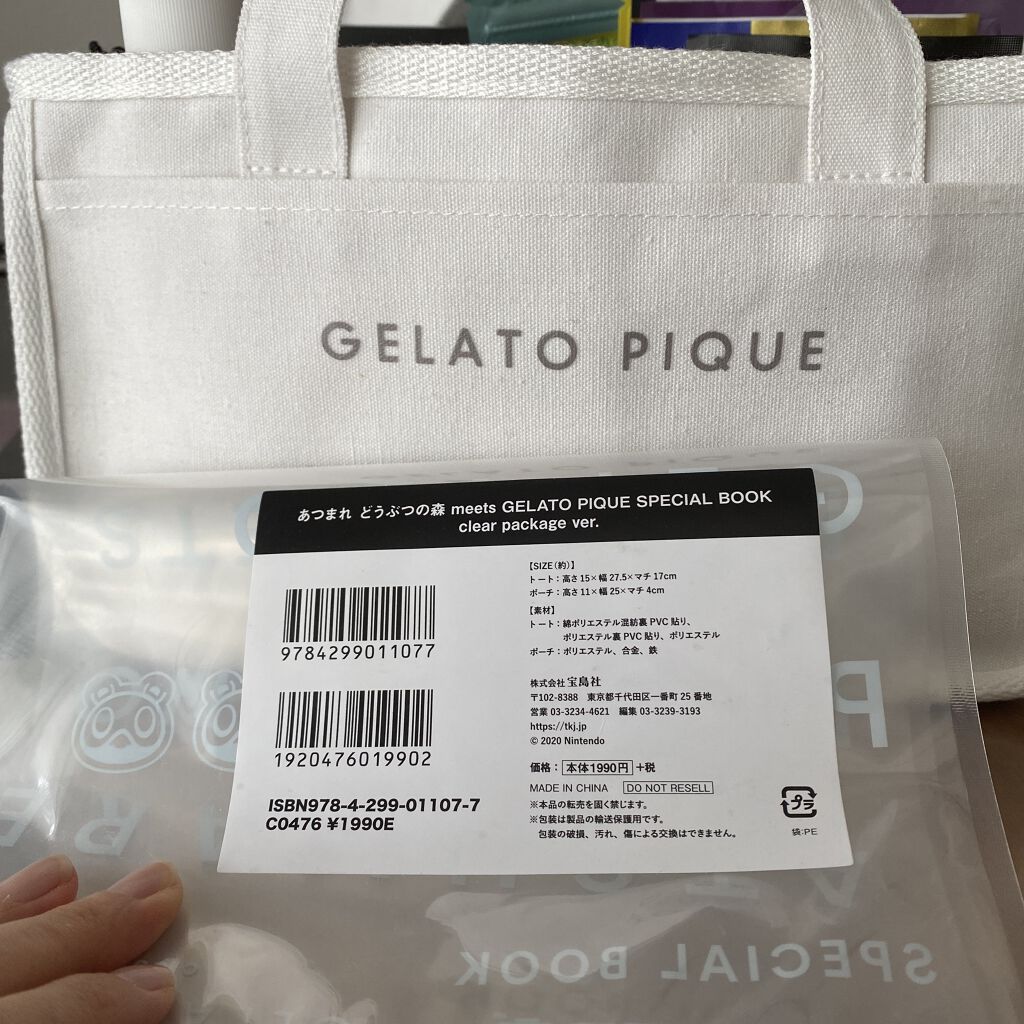 GELATO PIQUE
あつまれ どうぶつの森 meets GELATO PIQUE SPECIAL BOOK
clear package ver.
9784299011077
1920476019902
ISBN978-4-299-01107-7
C0476 ¥1990E
【SIZE(約)】
トート:高さ15×幅27.5×マチ17cm
ポーチ:高さ11×幅25×マチ4cm
【素材】
トート:綿ポリエステル混紡裏PVC貼り、
ポリエステル裏PVC貼り、ポリエステル
ポーチ:ポリエステル、合金、鉄
株式会社 宝島社
〒102-8388 東京都千代田区一番町25番地
営業 03-3234-4621 編集 03-3239-3193
https://tkj.jp
© 2020 Nintendo
価格: 本体1990円 +税
MADE IN CHINA DO NOT RESELL
※本品の転売を固く禁じます。
※包装は製品の輸送保護用です。
包装の破損、汚れ、傷による交換はできません。
プラ
袋:PE
SPECIAL BOOK